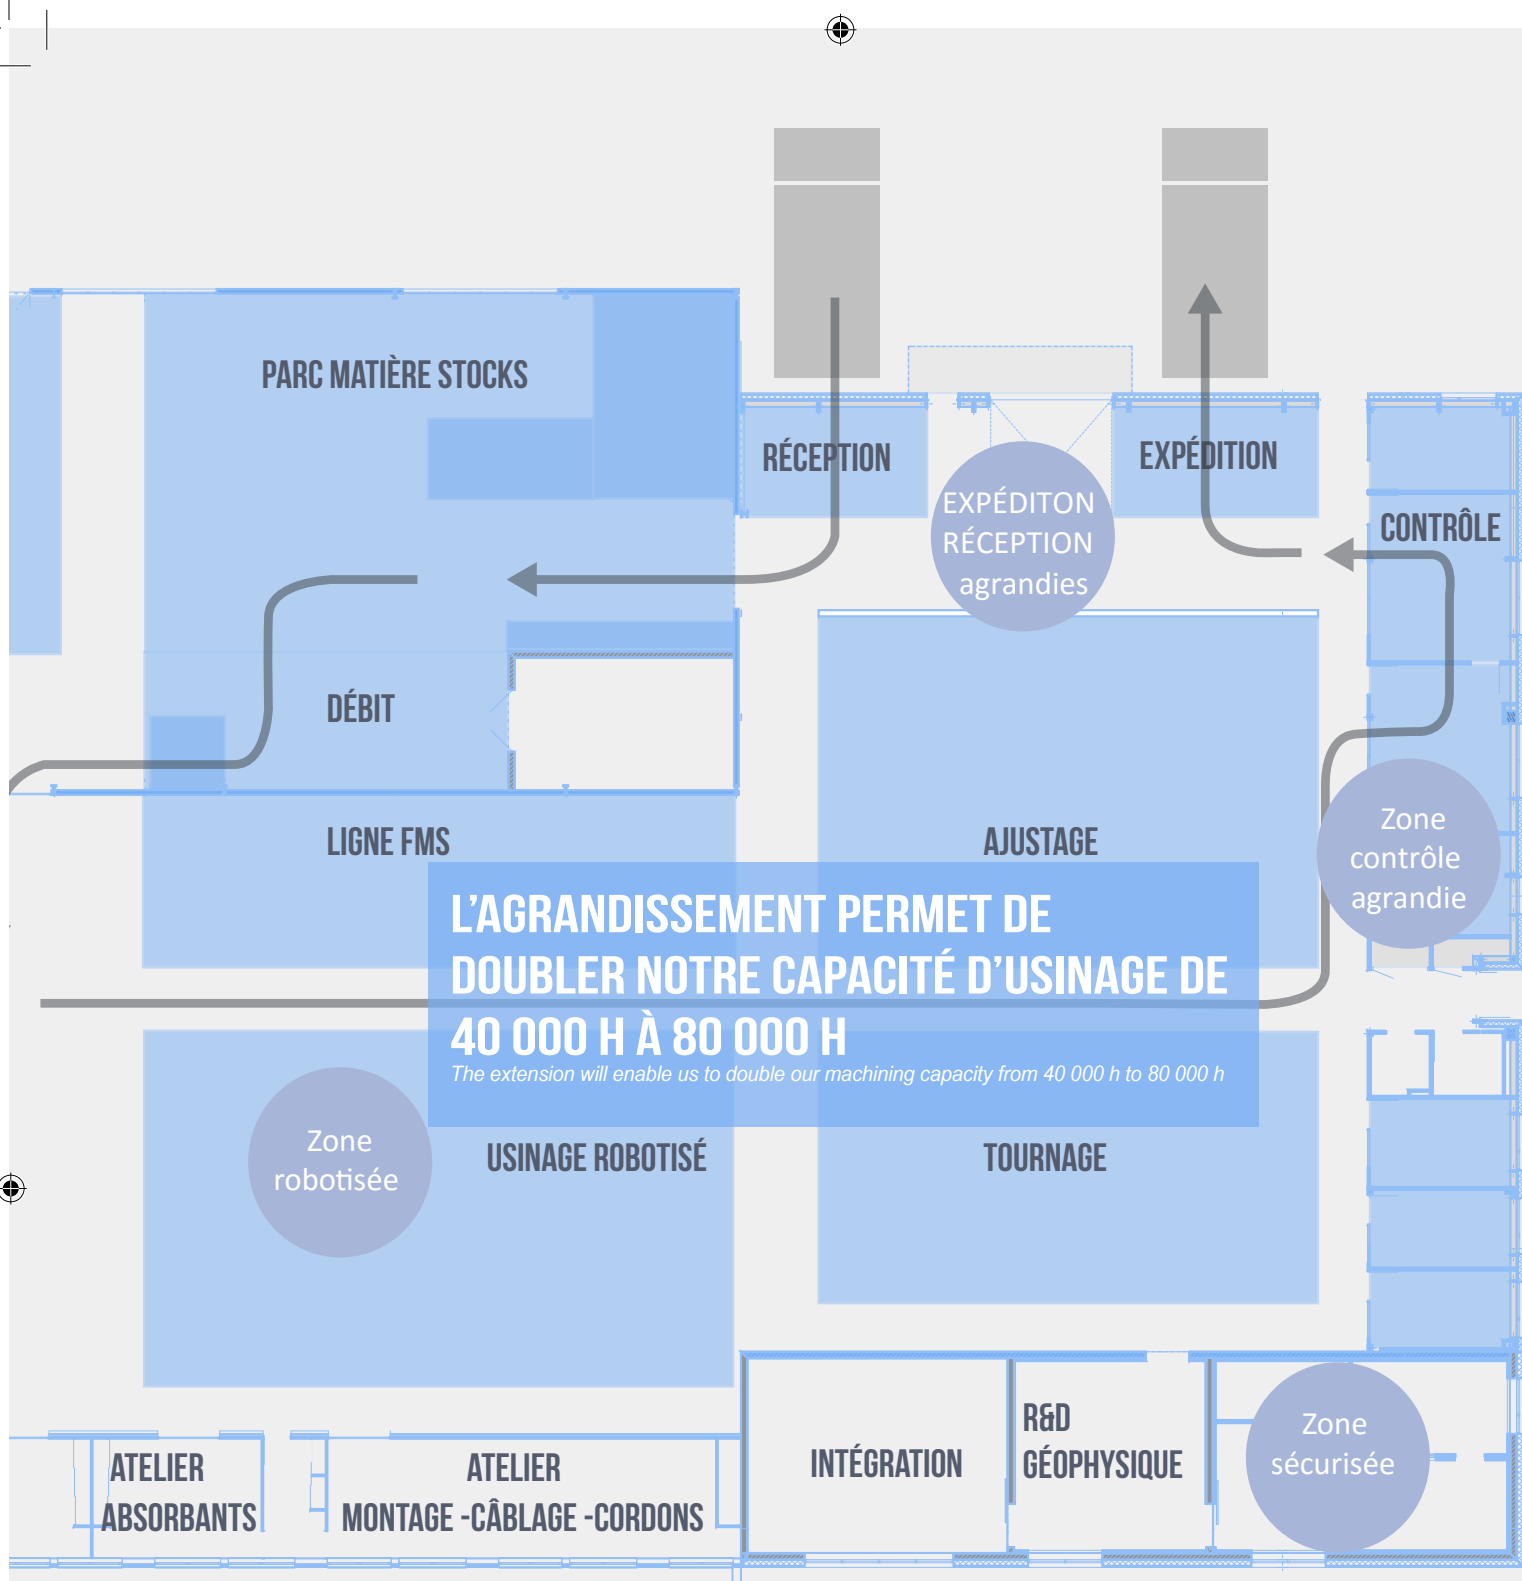 PARC MATIÈRE STOCKS
RÉCEPTION
EXPÉDITION
EXPÉDITON
RÉCEPTION
agrandies
CONTRÔLE
DÉBIT
LIGNE FMS
AJUSTAGE
Zone
contrôle
agrandie
L'AGRANDISSEMENT PERMET DE
DOUBLER NOTRE CAPACITÉ D'USINAGE DE
40 000 H À 80 000 H
The extension will enable us to double our machining capacity from 40 000 h to 80 000 h
Zone
robotisée
USINAGE ROBOTISÉ
TOURNAGE
ATELIER
ABSORBANTS
ATELIER
MONTAGE -CÂBLAGE -CORDONS
INTÉGRATION
R&D
GÉOPHYSIQUE
Zone
sécurisée